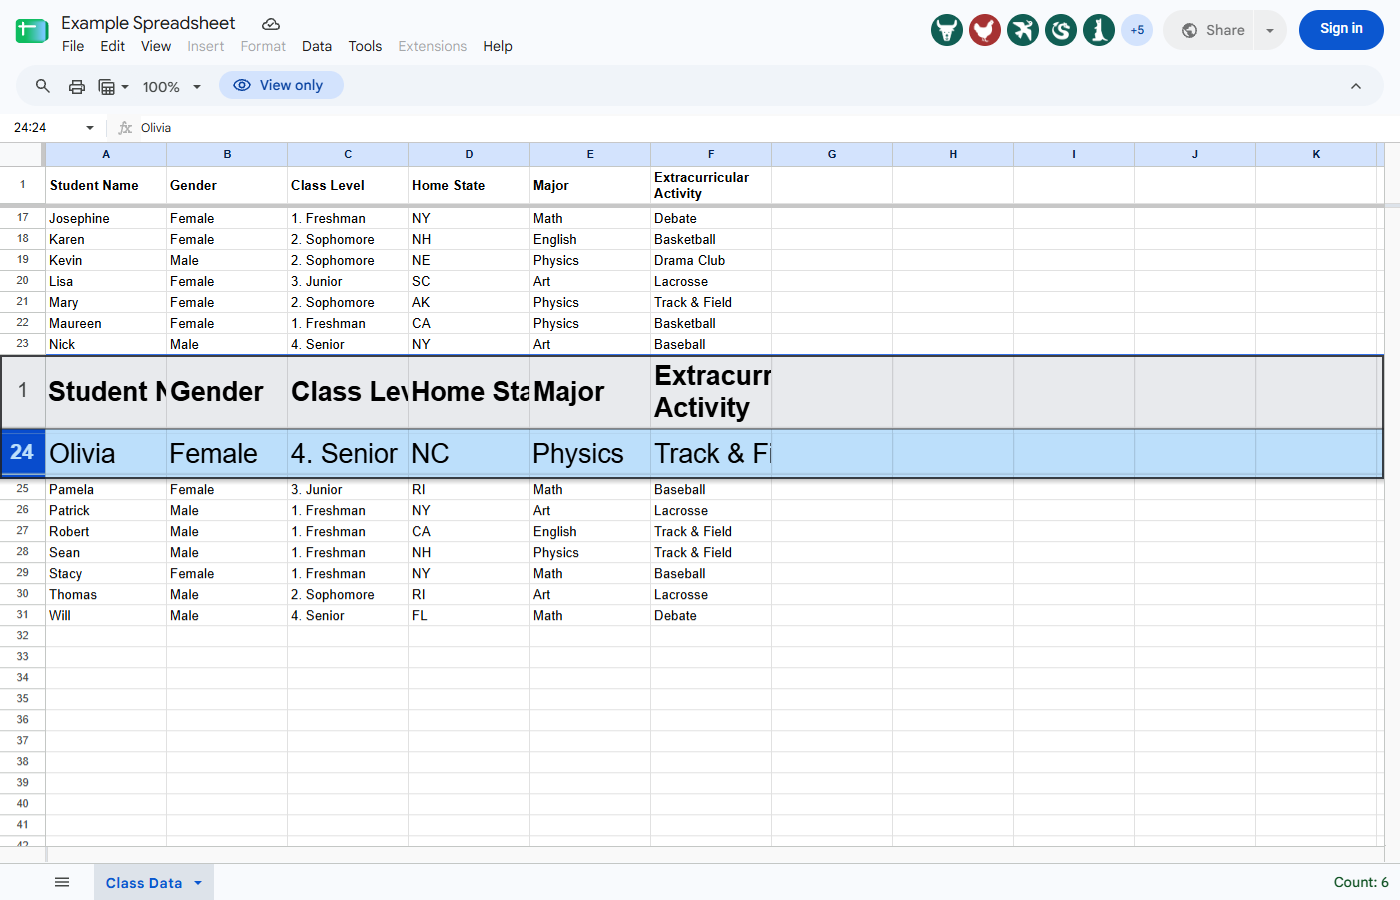 Example Spreadsheet
File Edit View Insert Format Data Tools Extensions Help
+5
Share
Sign in
100%
View only
24:24
fx Olivia
A B C D E F G H I J K
1 Student Name Gender Class Level Home State Major Extracurricular Activity
17 Josephine Female 1. Freshman NY Math Debate
18 Karen Female 2. Sophomore NH English Basketball
19 Kevin Male 2. Sophomore NE Physics Drama Club
20 Lisa Female 3. Junior SC Art Lacrosse
21 Mary Female 2. Sophomore AK Physics Track & Field
22 Maureen Female 1. Freshman CA Physics Basketball
23 Nick Male 4. Senior NY Art Baseball
1 Student N Gender Class Lev Home Sta Major Extracurr Activity
24 Olivia Female 4. Senior NC Physics Track & Fi
25 Pamela Female 3. Junior RI Math Baseball
26 Patrick Male 1. Freshman NY Art Lacrosse
27 Robert Male 1. Freshman CA English Track & Field
28 Sean Male 1. Freshman NH Physics Track & Field
29 Stacy Female 1. Freshman NY Math Baseball
30 Thomas Male 2. Sophomore RI Art Lacrosse
31 Will Male 4. Senior FL Math Debate
32
33
34
35
36
37
38
39
40
41
42
Class Data
Count: 6